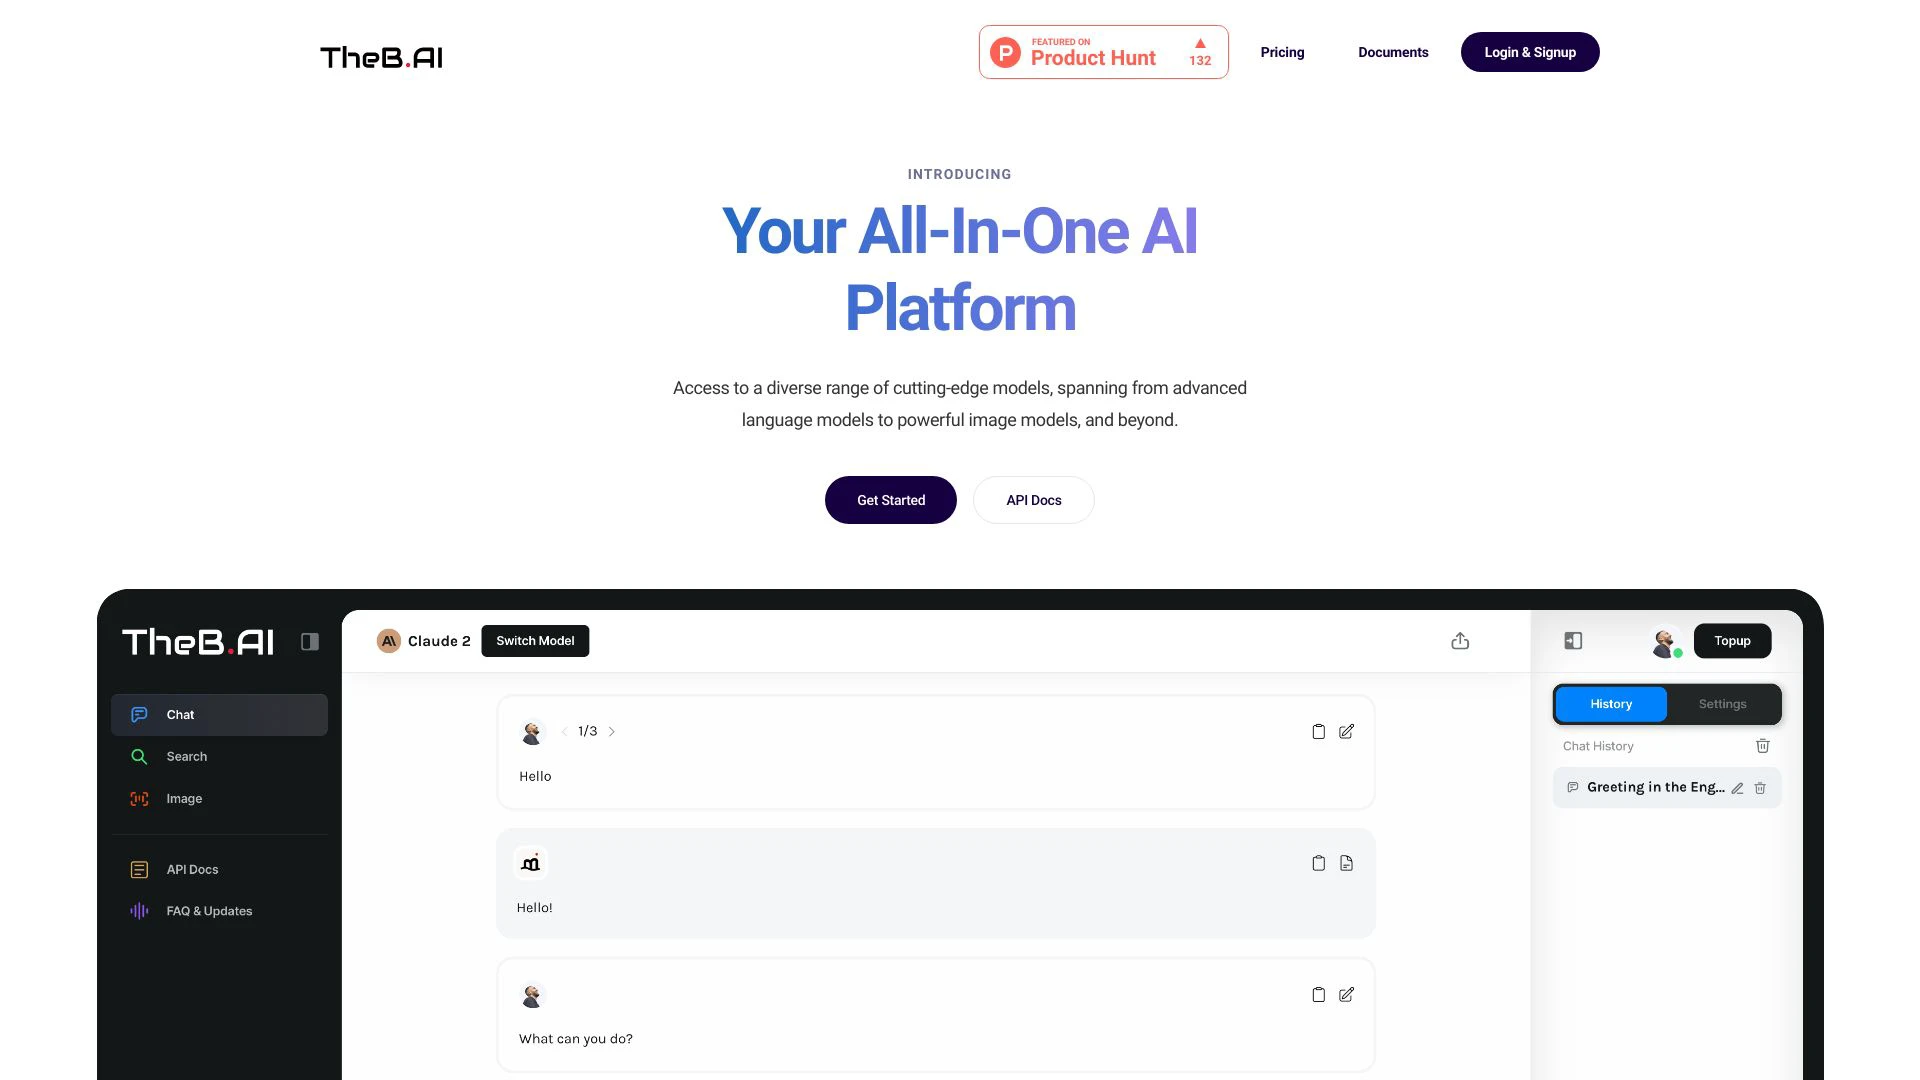 TheB.AI
FEATURED ON
Product Hunt
132
Pricing
Documents
Login & Signup
INTRODUCING
Your All-In-One AI
Platform
Access to a diverse range of cutting-edge models, spanning from advanced
language models to powerful image models, and beyond.
Get Started
API Docs
TheB.AI
Chat
Search
Image
API Docs
FAQ & Updates
Claude 2
Switch Model
1/3
Hello
Hello!
What can you do?
Topup
History
Settings
Chat History
Greeting in the Eng...